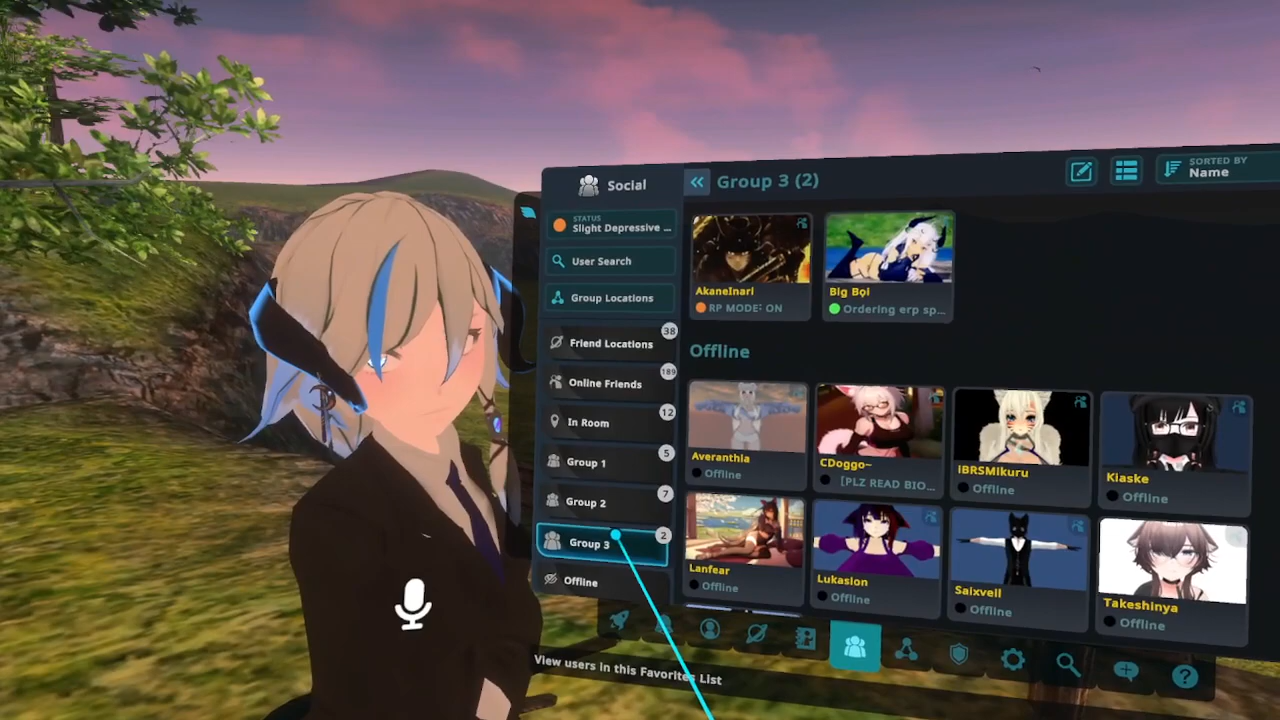 Social
Group 3 (2)
SORTED BY
Name
STATUS
Slight Depressive ...
User Search
Group Locations
Friend Locations
38
Online Friends
189
In Room
12
Group 1
5
Group 2
7
Group 3
2
Offline
AkaneInari
RP MODE: ON
Big Boi
Ordering erp sp...
Offline
Averanthia
Offline
CDoggo~
[PLZ READ BIO...
IBRSMIkuru
Offline
Klaske
Offline
Lanfear
Offline
Lukasion
Offline
Saixveil
Offline
Takeshinya
Offline
View users in this Favorites List